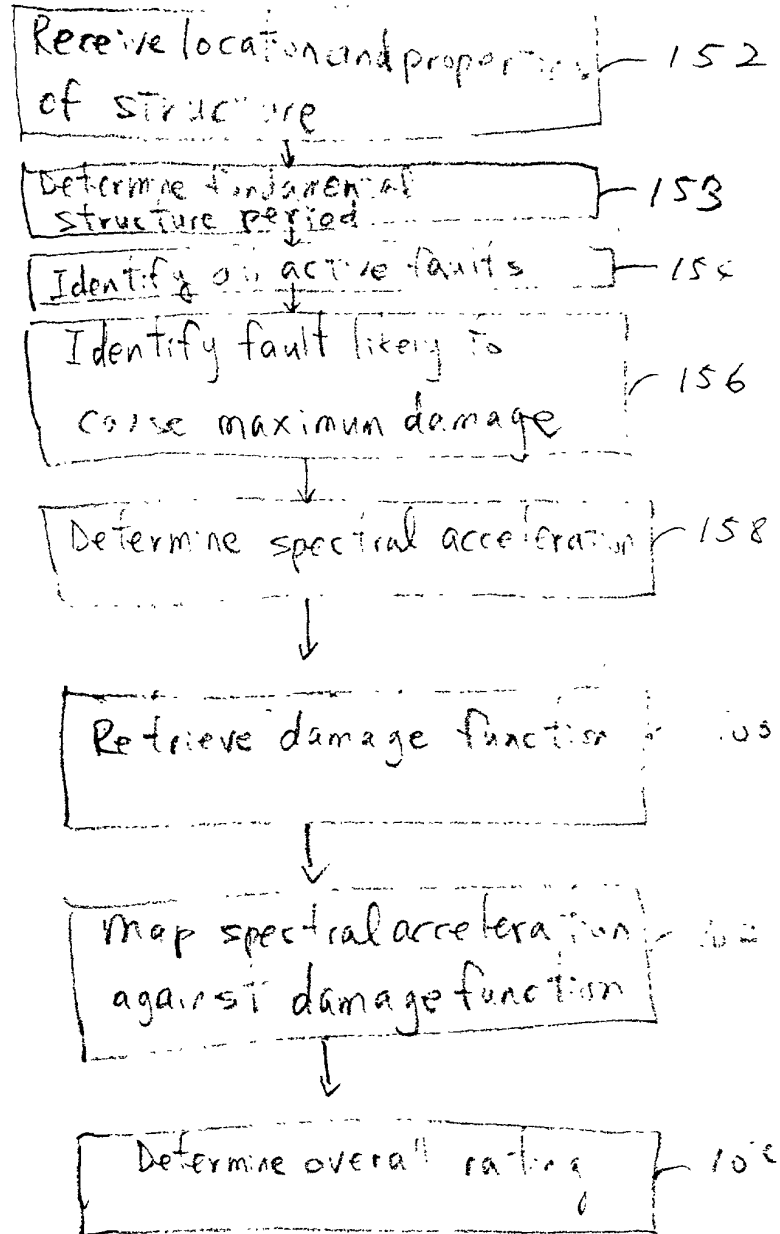 Receive location and properties 152
of structure
Determine fundamental 153
structure period
Identify all active faults
Identify fault likely to 156
cause maximum damage
Determine spectral acceleration 158
Retrieve damage function
Map spectral acceleration
against damage function
Determine overall rating